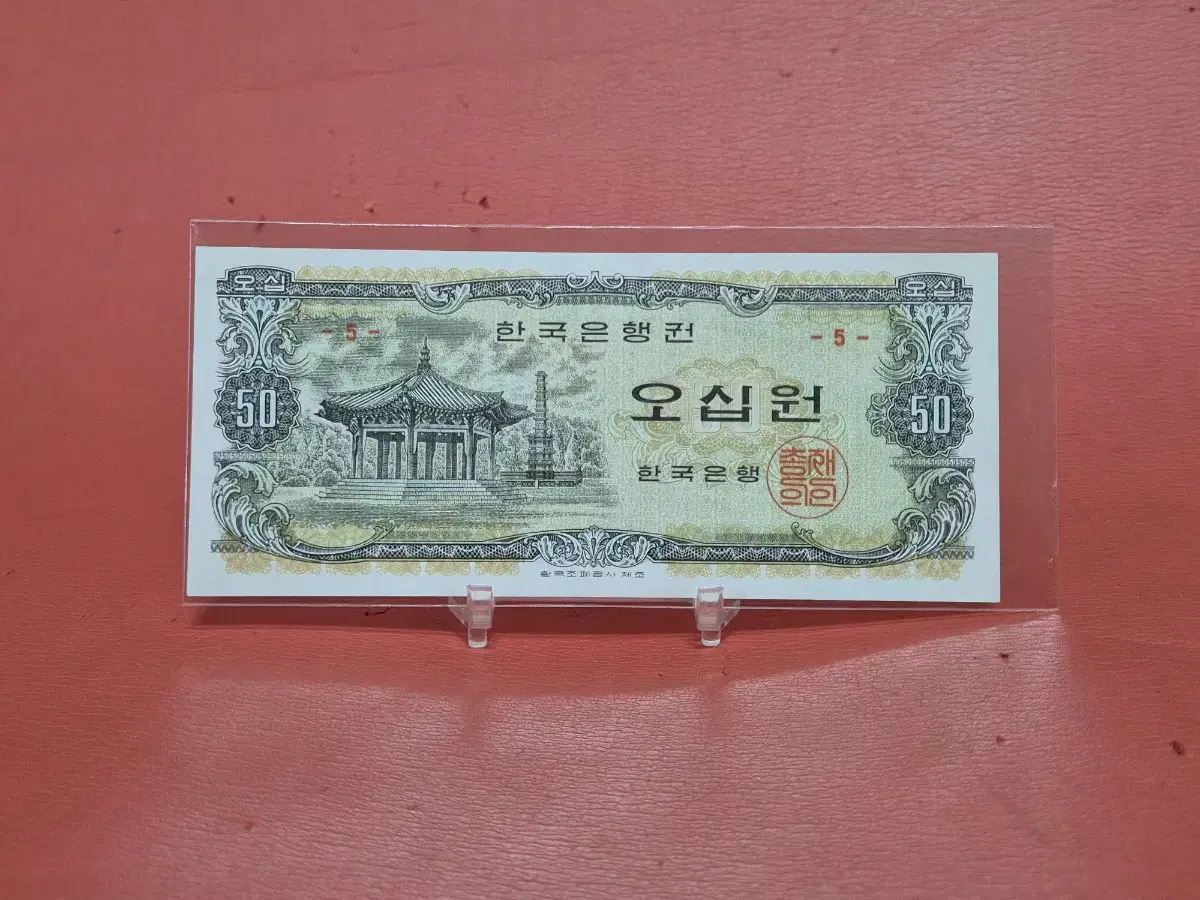 오십 오십
- 5 - 한국은행권 - 5 -
50 오십원 50
한국은행 총재의인
한국조폐공사제조